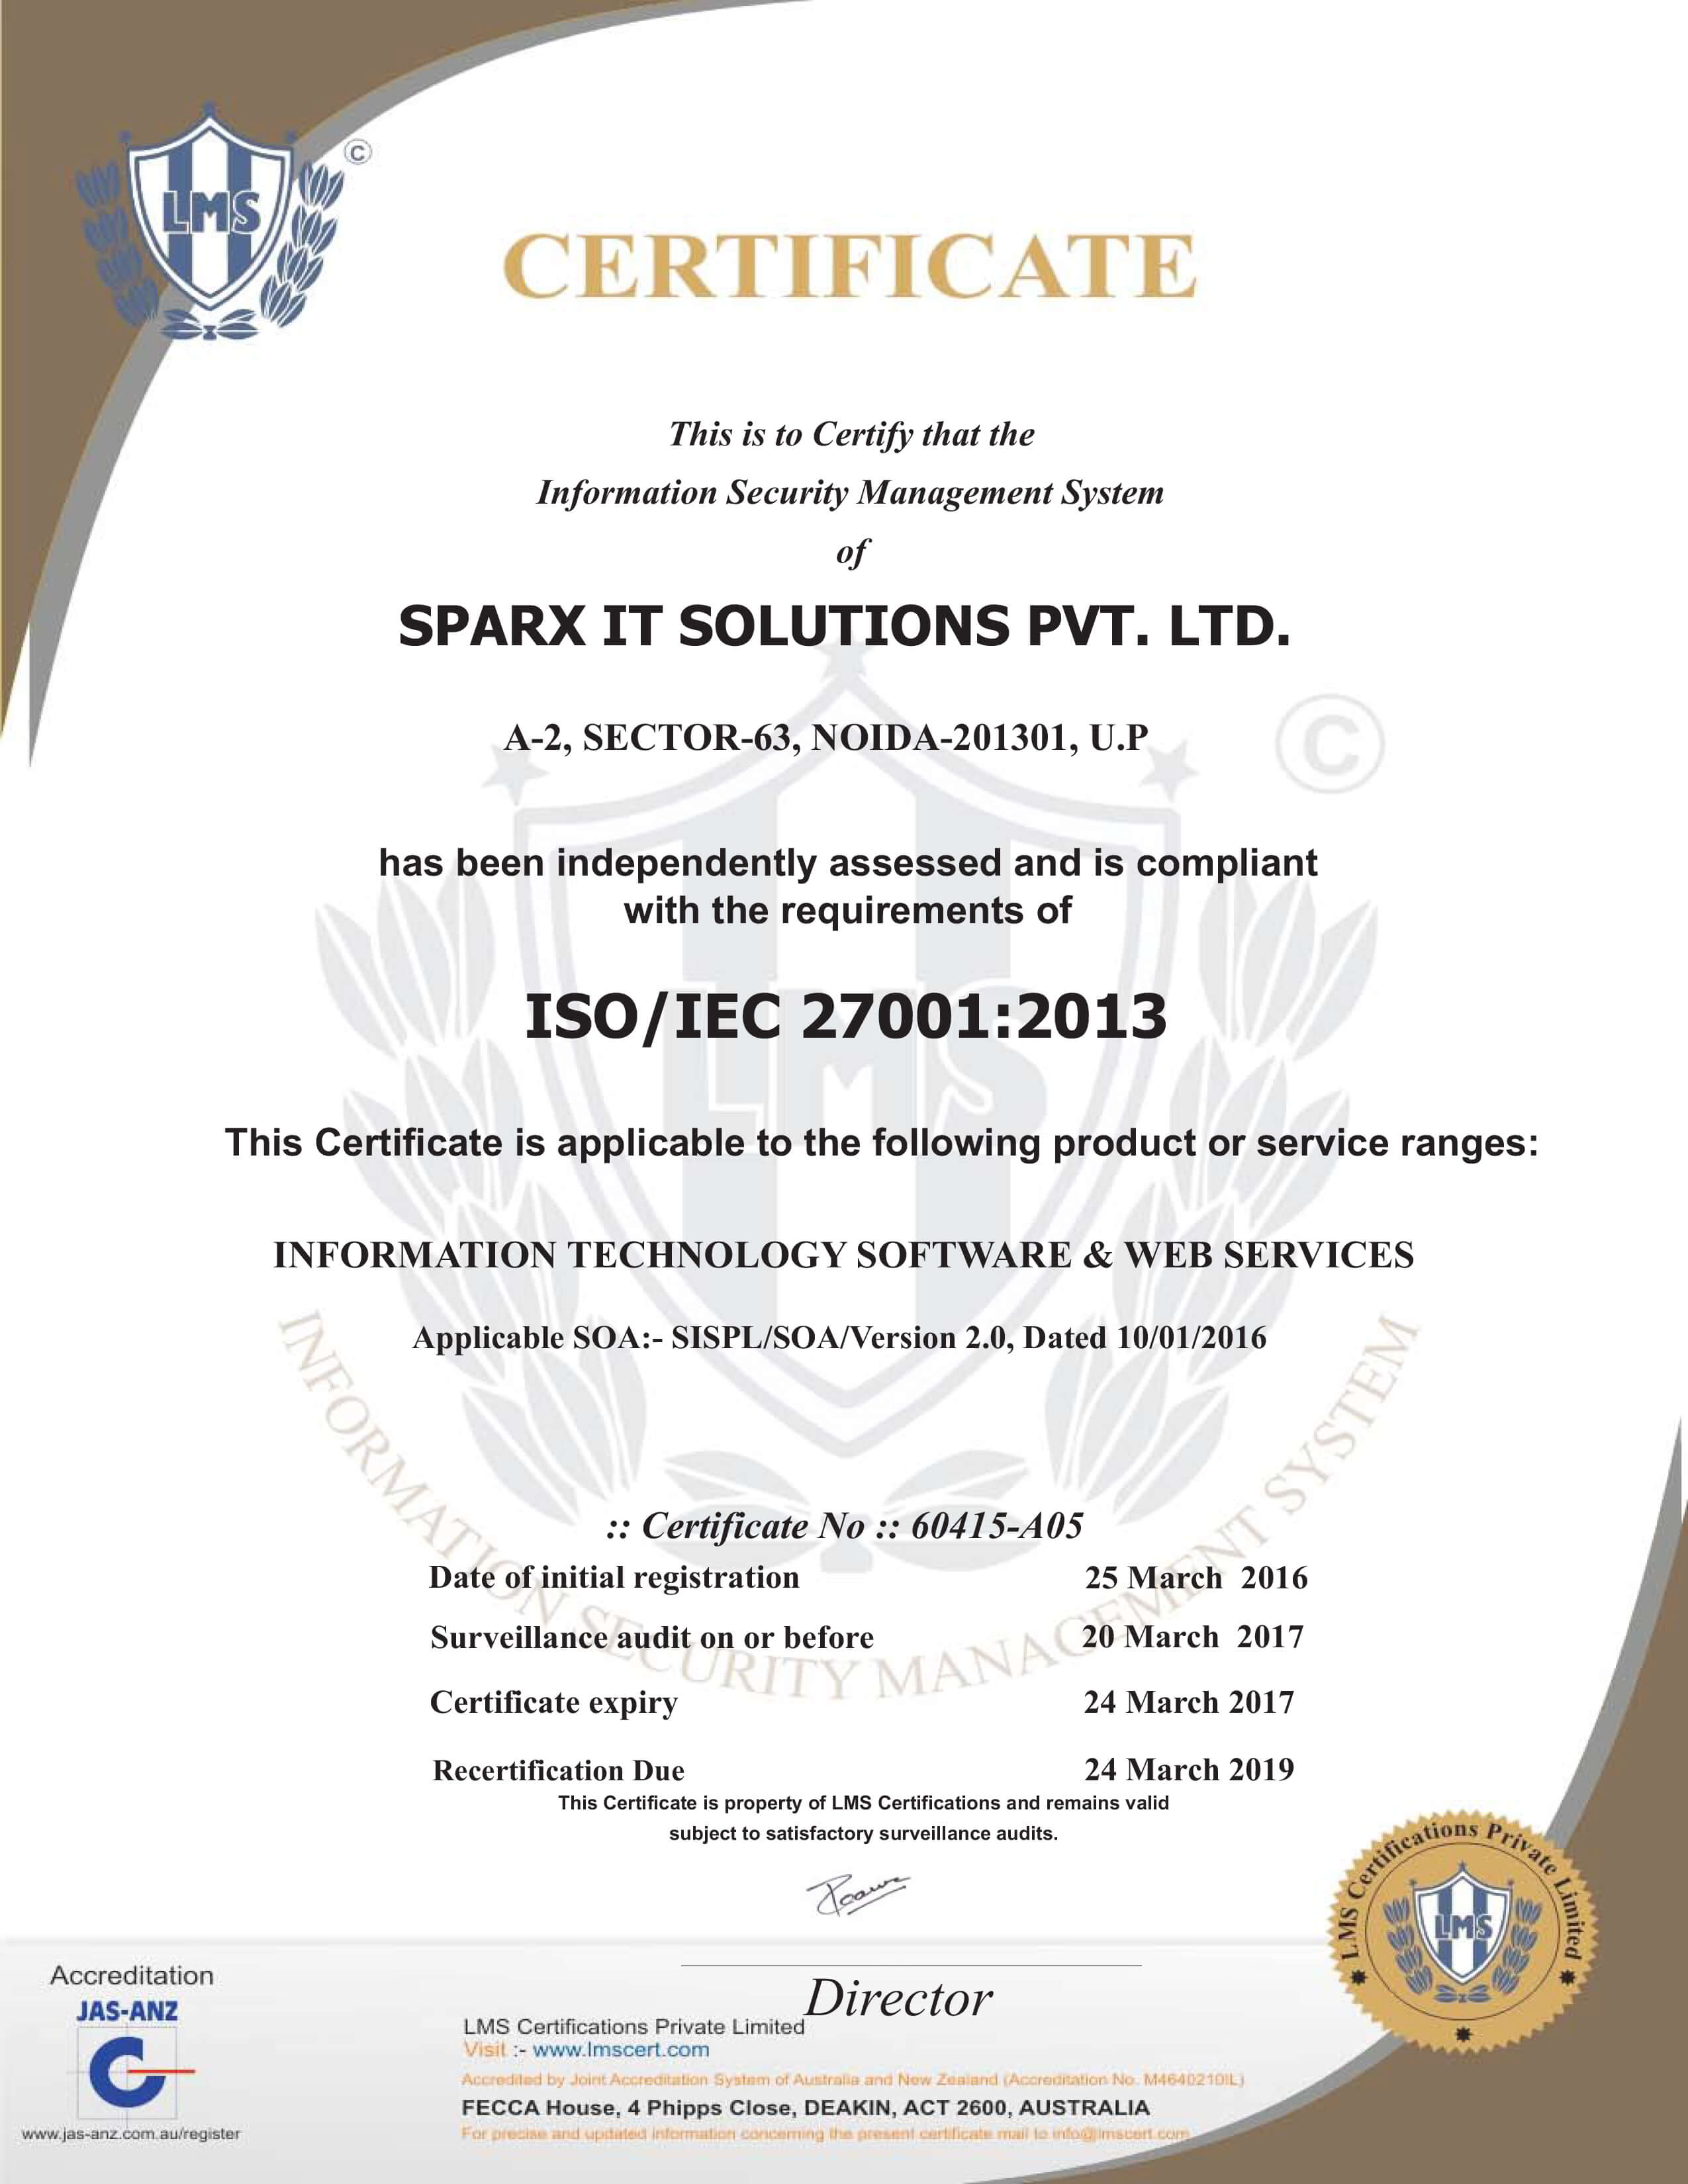 LMS
©
CERTIFICATE
This is to Certify that the
Information Security Management System
of
SPARX IT SOLUTIONS PVT. LTD.
A-2, SECTOR-63, NOIDA-201301, U.P
©
has been independently assessed and is compliant
with the requirements of
ISO/IEC 27001:2013
LMS
This Certificate is applicable to the following product or service ranges:
INFORMATION TECHNOLOGY SOFTWARE & WEB SERVICES
Applicable SOA:- SISPL/SOA/Version 2.0, Dated 10/01/2016
INFORMATION SECURITY MANAGEMENT SYSTEM
:: Certificate No :: 60415-A05
Date of initial registration 25 March 2016
Surveillance audit on or before 20 March 2017
Certificate expiry 24 March 2017
Recertification Due 24 March 2019
This Certificate is property of LMS Certifications and remains valid
subject to satisfactory surveillance audits.
LMS Certifications Private Limited
LMS
Director
Accreditation
JAS-ANZ
www.jas-anz.com.au/register
LMS Certifications Private Limited
Visit :- www.lmscert.com
Accredited by Joint Accreditation System of Australia and New Zealand (Accreditation No. M4640210IL)
FECCA House, 4 Phipps Close, DEAKIN, ACT 2600, AUSTRALIA
For precise and updated information concerning the present certificate mail to info@lmscert.com